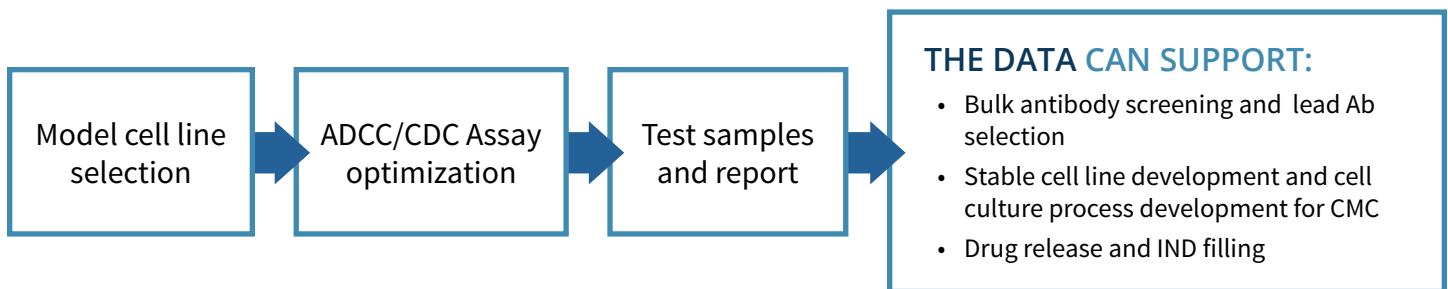 Model cell line
selection
ADCC/CDC Assay
optimization
Test samples
and report
THE DATA CAN SUPPORT:
• Bulk antibody screening and lead Ab
selection
• Stable cell line development and cell
culture process development for CMC
• Drug release and IND filling